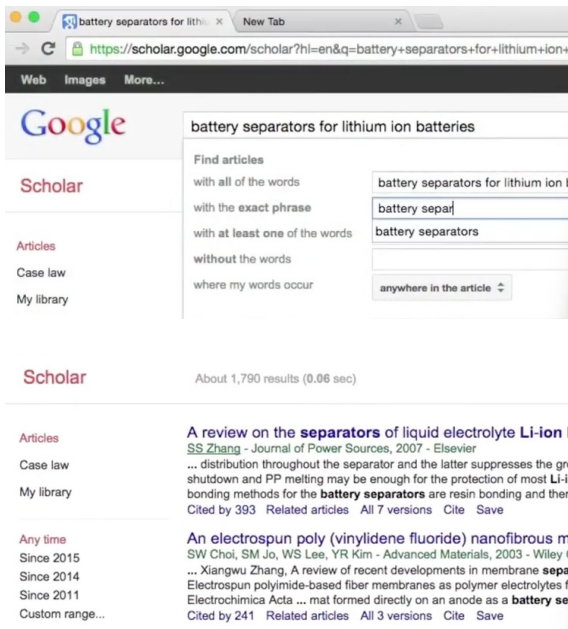 battery separators for lithiu
New Tab
https://scholar.google.com/scholar?hl=en&q=battery+separators+for+lithium+ion+
Web Images More...
Google
battery separators for lithium ion batteries
Find articles
Scholar
with all of the words
battery separators for lithium ion
with the exact phrase
battery separ
Articles
with at least one of the words
battery separators
Case law
without the words
My library
where my words occur
anywhere in the article
Scholar
About 1,790 results (0.06 sec)
Articles
Case law
My library
A review on the separators of liquid electrolyte Li-ion
SS Zhang - Journal of Power Sources, 2007 - Elsevier
... distribution throughout the separator and the latter suppresses the gr
shutdown and PP melting may be enough for the protection of most Li-i
bonding methods for the battery separators are resin bonding and ther
Cited by 393 Related articles All 7 versions Cite Save
Any time
Since 2015
Since 2014
Since 2011
Custom range...
An electrospun poly (vinylidene fluoride) nanofibrous m
SW Choi, SM Jo, WS Lee, YR Kim - Advanced Materials, 2003 - Wiley
... Xiangwu Zhang, A review of recent developments in membrane sepa
Electrospun polyimide-based fiber membranes as polymer electrolytes f
Electrochimica Acta ... mat formed directly on an anode as a battery se
Cited by 241 Related articles All 3 versions Cite Save